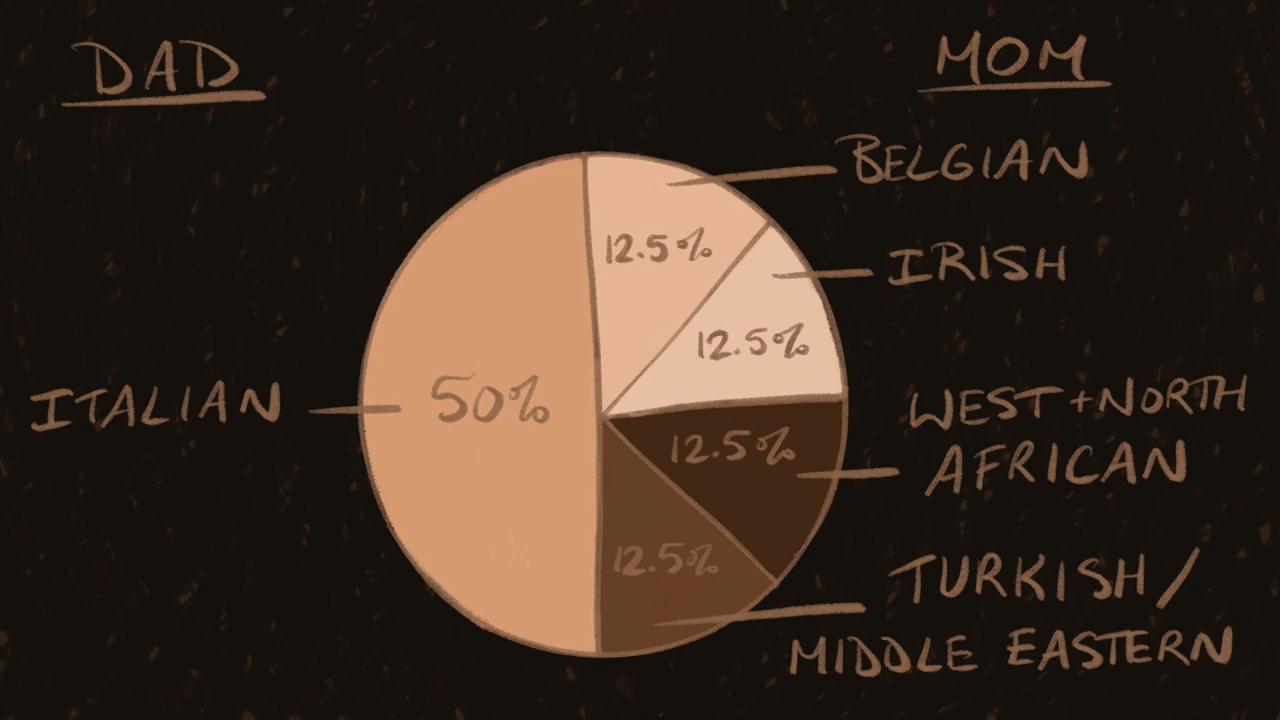 DAD
MOM
BELGIAN
12.5%
IRISH
12.5%
ITALIAN
50%
WEST+NORTH
AFRICAN
12.5%
TURKISH/
MIDDLE EASTERN
12.5%